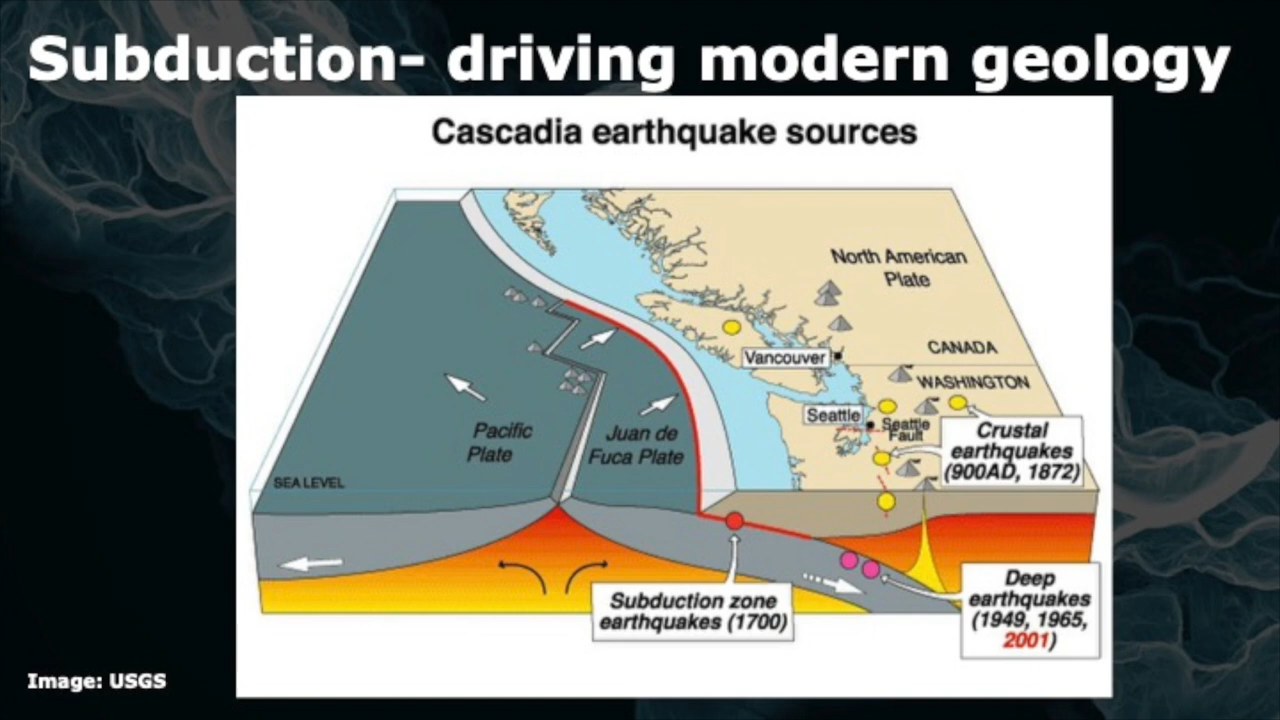 Subduction- driving modern geology
Cascadia earthquake sources
North American
Plate
CANADA
Vancouver
WASHINGTON
Seattle
Seattle
Fault
Crustal
earthquakes
(900AD, 1872)
Pacific
Plate
Juan de
Fuca Plate
SEA LEVEL
Subduction zone
earthquakes (1700)
Deep
earthquakes
(1949, 1965,
2001)
Image: USGS